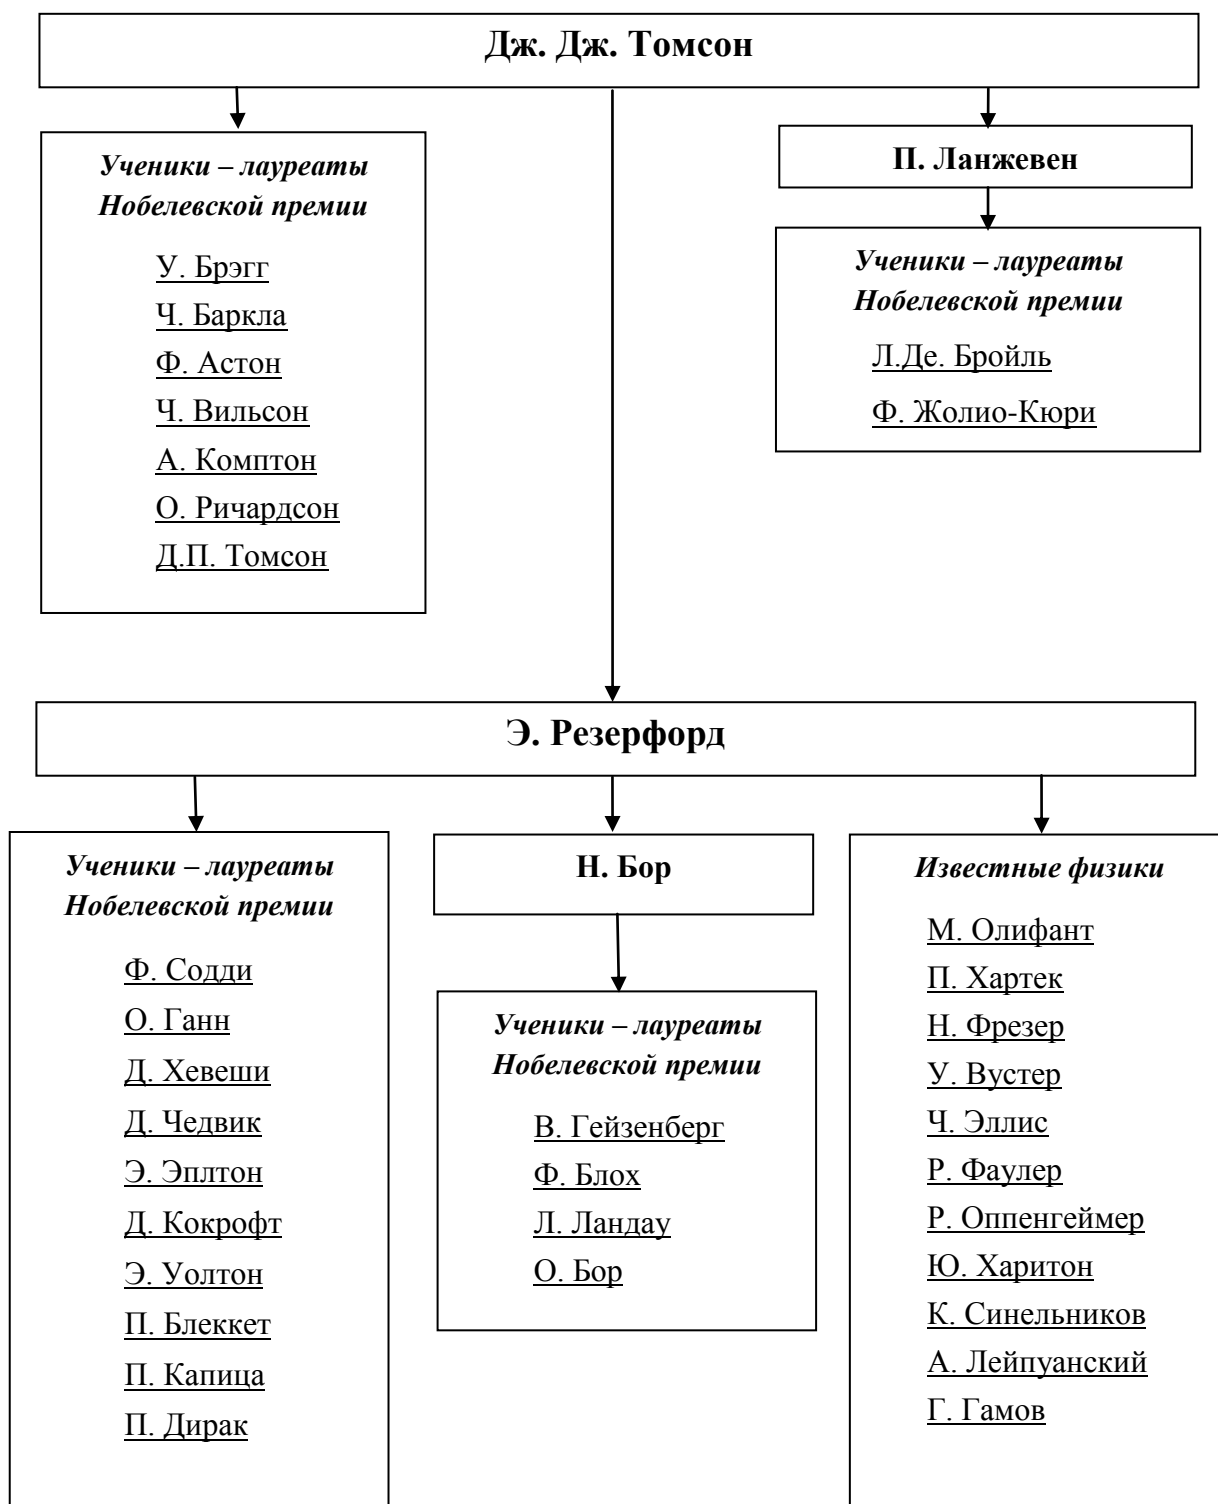 Дж. Дж. Томсон
Ученики – лауреаты
Нобелевской премии
У. Брэгг
Ч. Баркла
Ф. Астон
Ч. Вильсон
А. Комптон
О. Ричардсон
Д.П. Томсон
П. Ланжевен
Ученики – лауреаты
Нобелевской премии
Л.Де. Бройль
Ф. Жолио-Кюри
Э. Резерфорд
Ученики – лауреаты
Нобелевской премии
Ф. Содди
О. Ганн
Д. Хевеши
Д. Чедвик
Э. Эплтон
Д. Кокрофт
Э. Уолтон
П. Блеккет
П. Капица
П. Дирак
Н. Бор
Ученики – лауреаты
Нобелевской премии
В. Гейзенберг
Ф. Блох
Л. Ландау
О. Бор
Известные физики
М. Олифант
П. Хартек
Н. Фрезер
У. Вустер
Ч. Эллис
Р. Фаулер
Р. Оппенгеймер
Ю. Харитон
К. Синельников
А. Лейпуанский
Г. Гамов